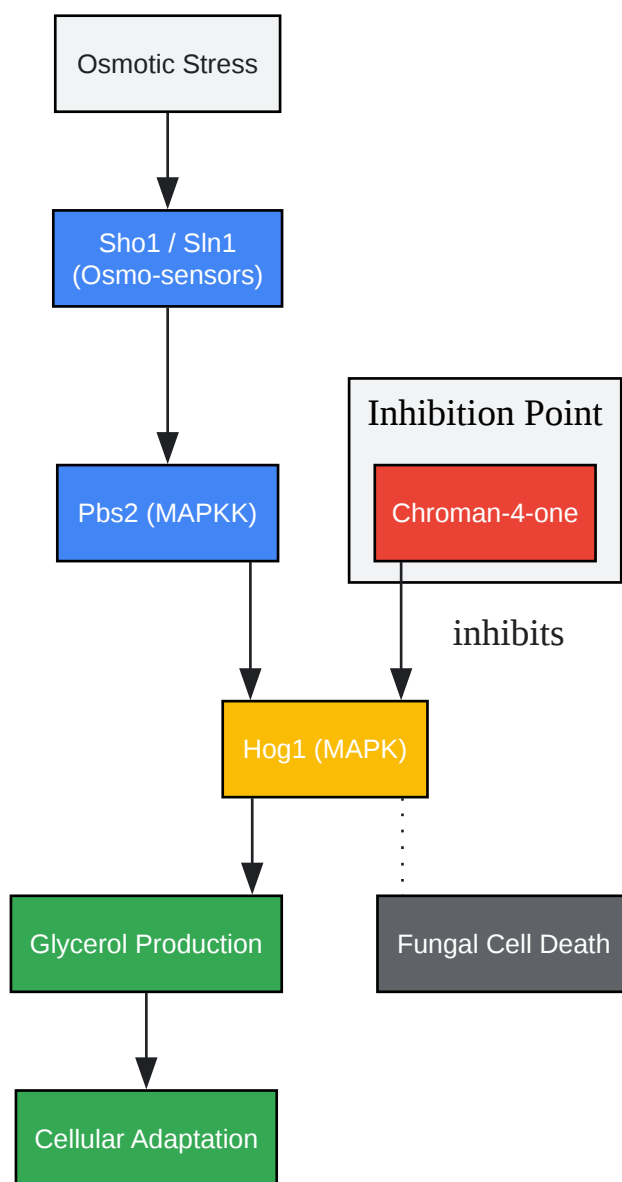 Osmotic Stress
Sho1 / Sln1
(Osmo-sensors)
Inhibition Point
Pbs2 (MAPKK)
Chroman-4-one
inhibits
Hog1 (MAPK)
Glycerol Production
Fungal Cell Death
Cellular Adaptation